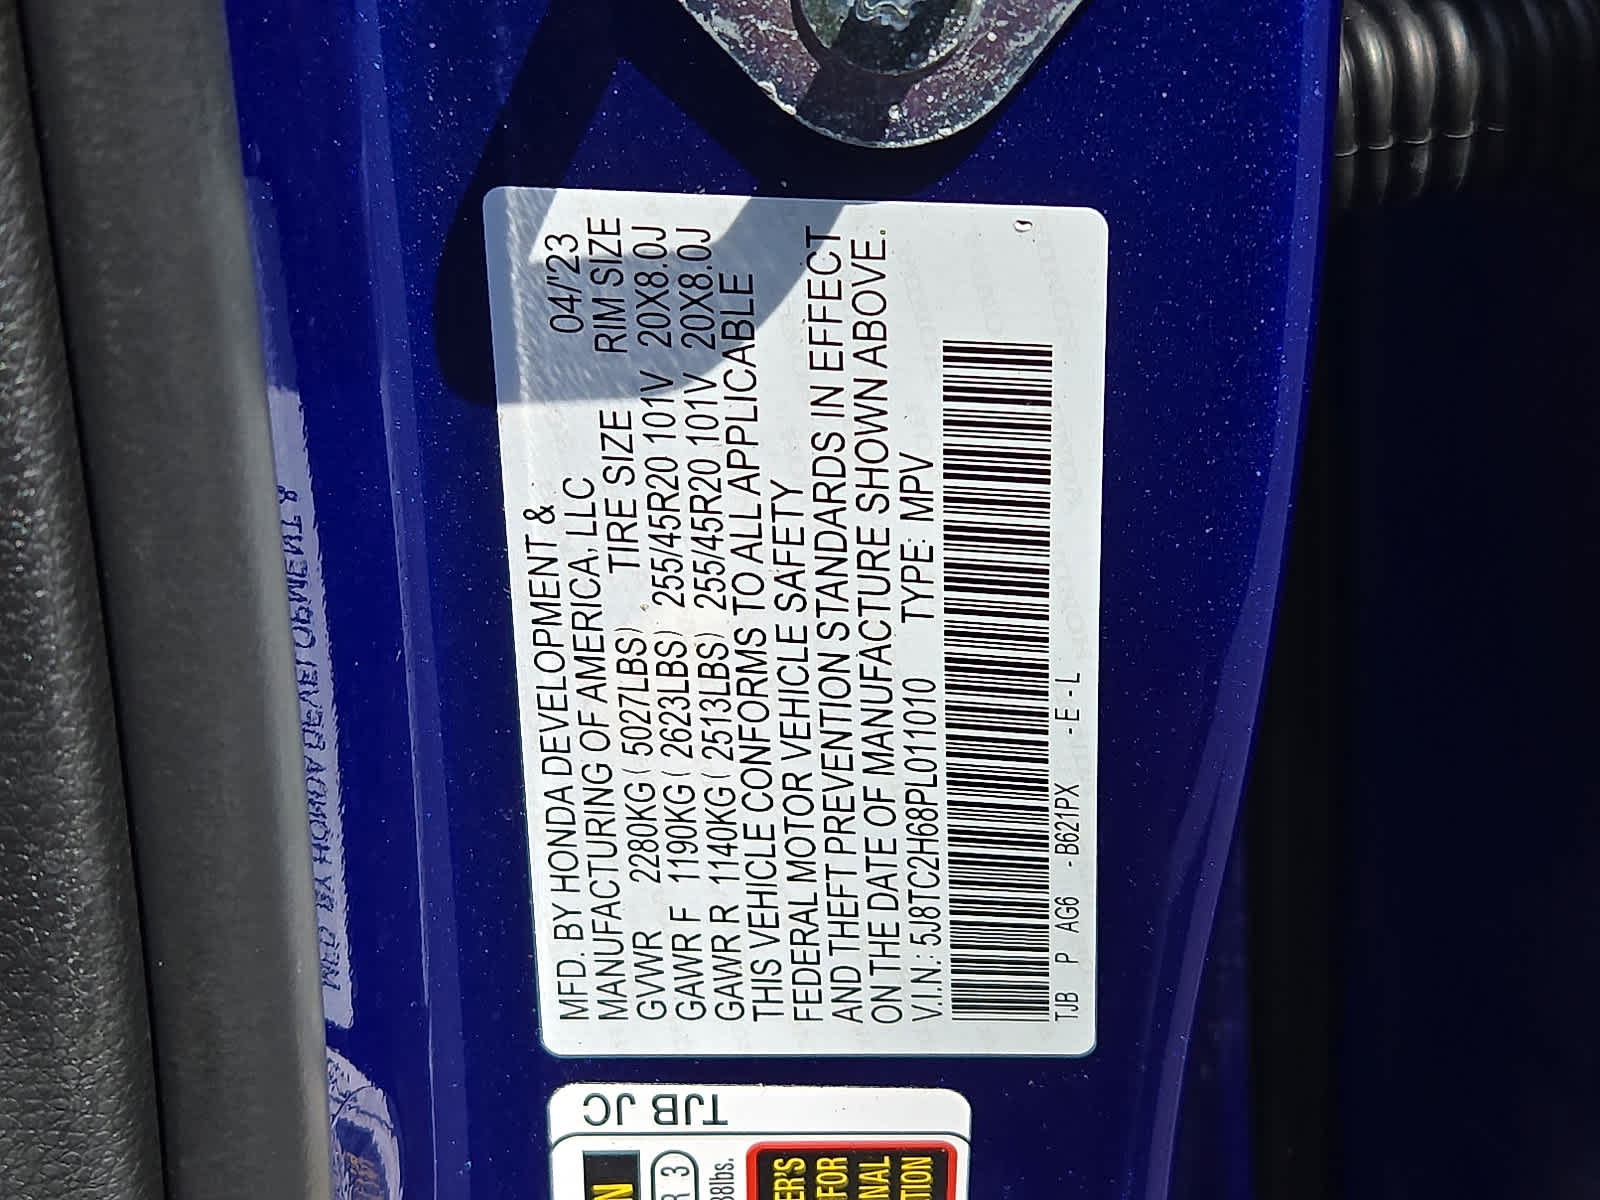 MFD. BY HONDA DEVELOPMENT &
MANUFACTURING OF AMERICA, LLC 04/'23
GVWR 2280KG ( 5027LBS) TIRE SIZE RIM SIZE
GAWR F 1190KG ( 2623LBS) 255/45R20 101V 20X8.0J
GAWR R 1140KG ( 2513LBS) 255/45R20 101V 20X8.0J
THIS VEHICLE CONFORMS TO ALL APPLICABLE
FEDERAL MOTOR VEHICLE SAFETY
AND THEFT PREVENTION STANDARDS IN EFFECT
ON THE DATE OF MANUFACTURE SHOWN ABOVE.
V.I.N.: 5J8TC2H68PL011010 TYPE: MPV
TJB P AG6 -B621PX -E-L
TJB JC